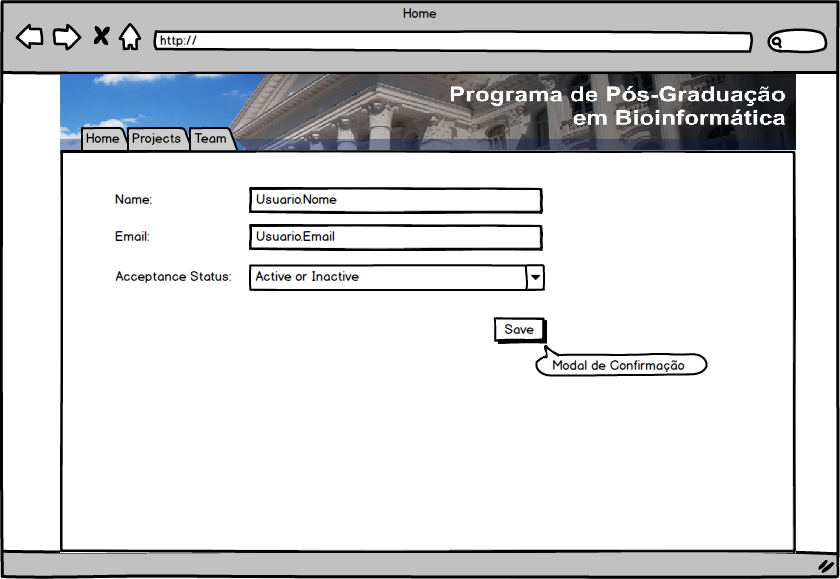 Home
http://
Programa de Pós-Graduação
em Bioinformática
Home Projects Team
Name: Usuario.Nome
Email: Usuario.Email
Acceptance Status: Active or Inactive
Save
Modal de Confirmação